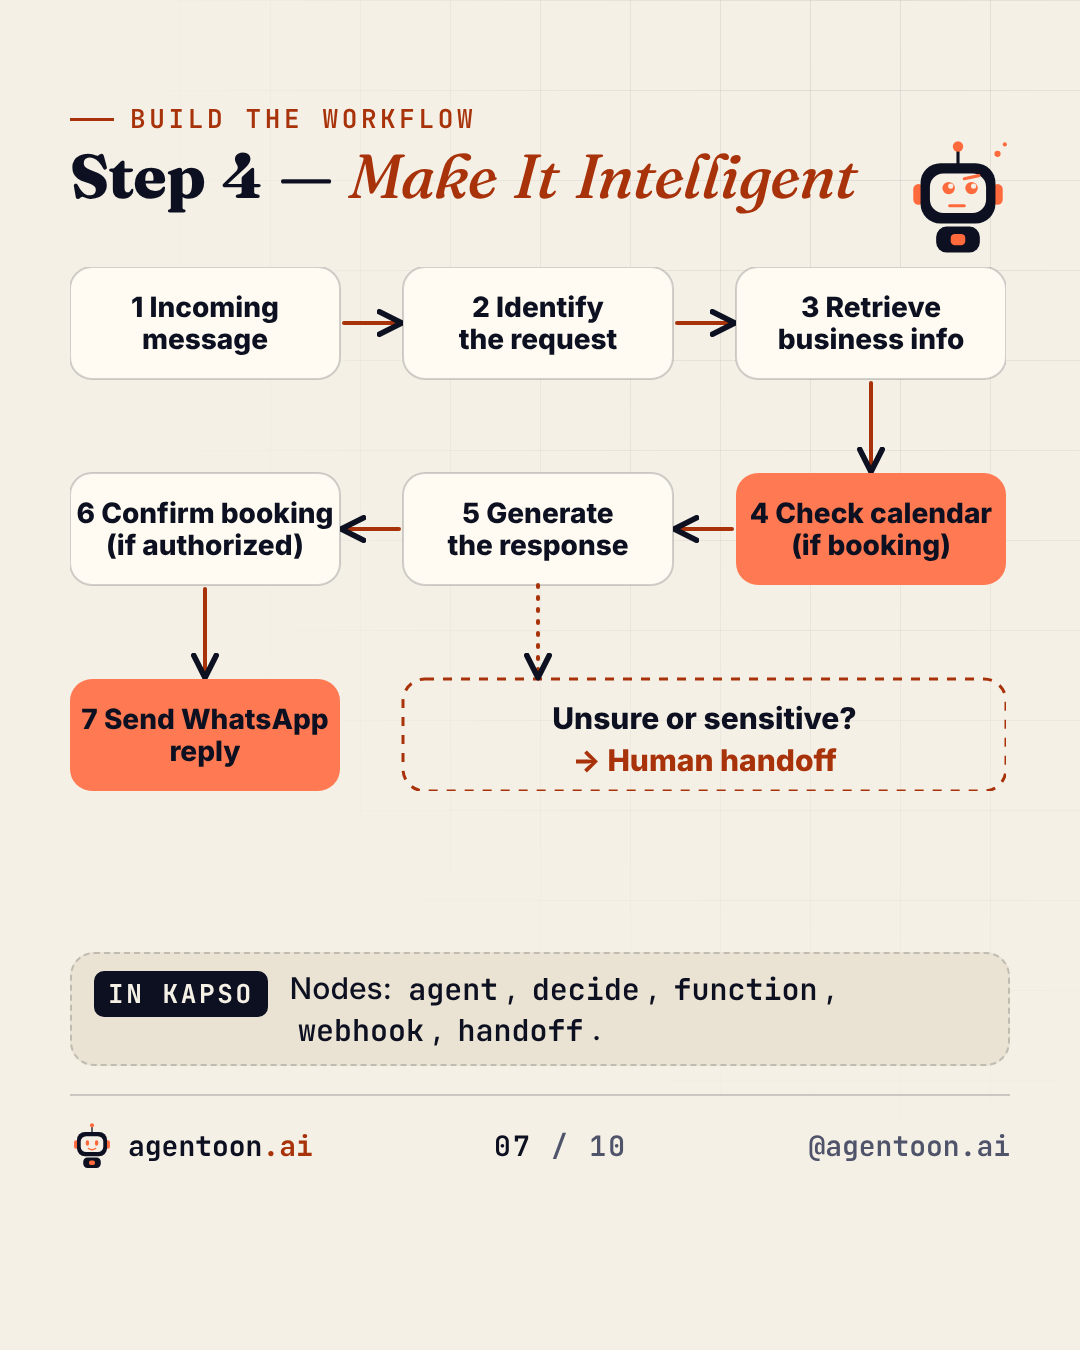 BUILD THE WORKFLOW
Step 4 — Make It Intelligent
1 Incoming
message
2 Identify
the request
3 Retrieve
business info
4 Check calendar
(if booking)
5 Generate
the response
6 Confirm booking
(if authorized)
7 Send WhatsApp
reply
Unsure or sensitive?
→ Human handoff
IN KAPSO
Nodes: agent, decide, function,
webhook, handoff.
agentoon.ai
07 / 10
@agentoon.ai